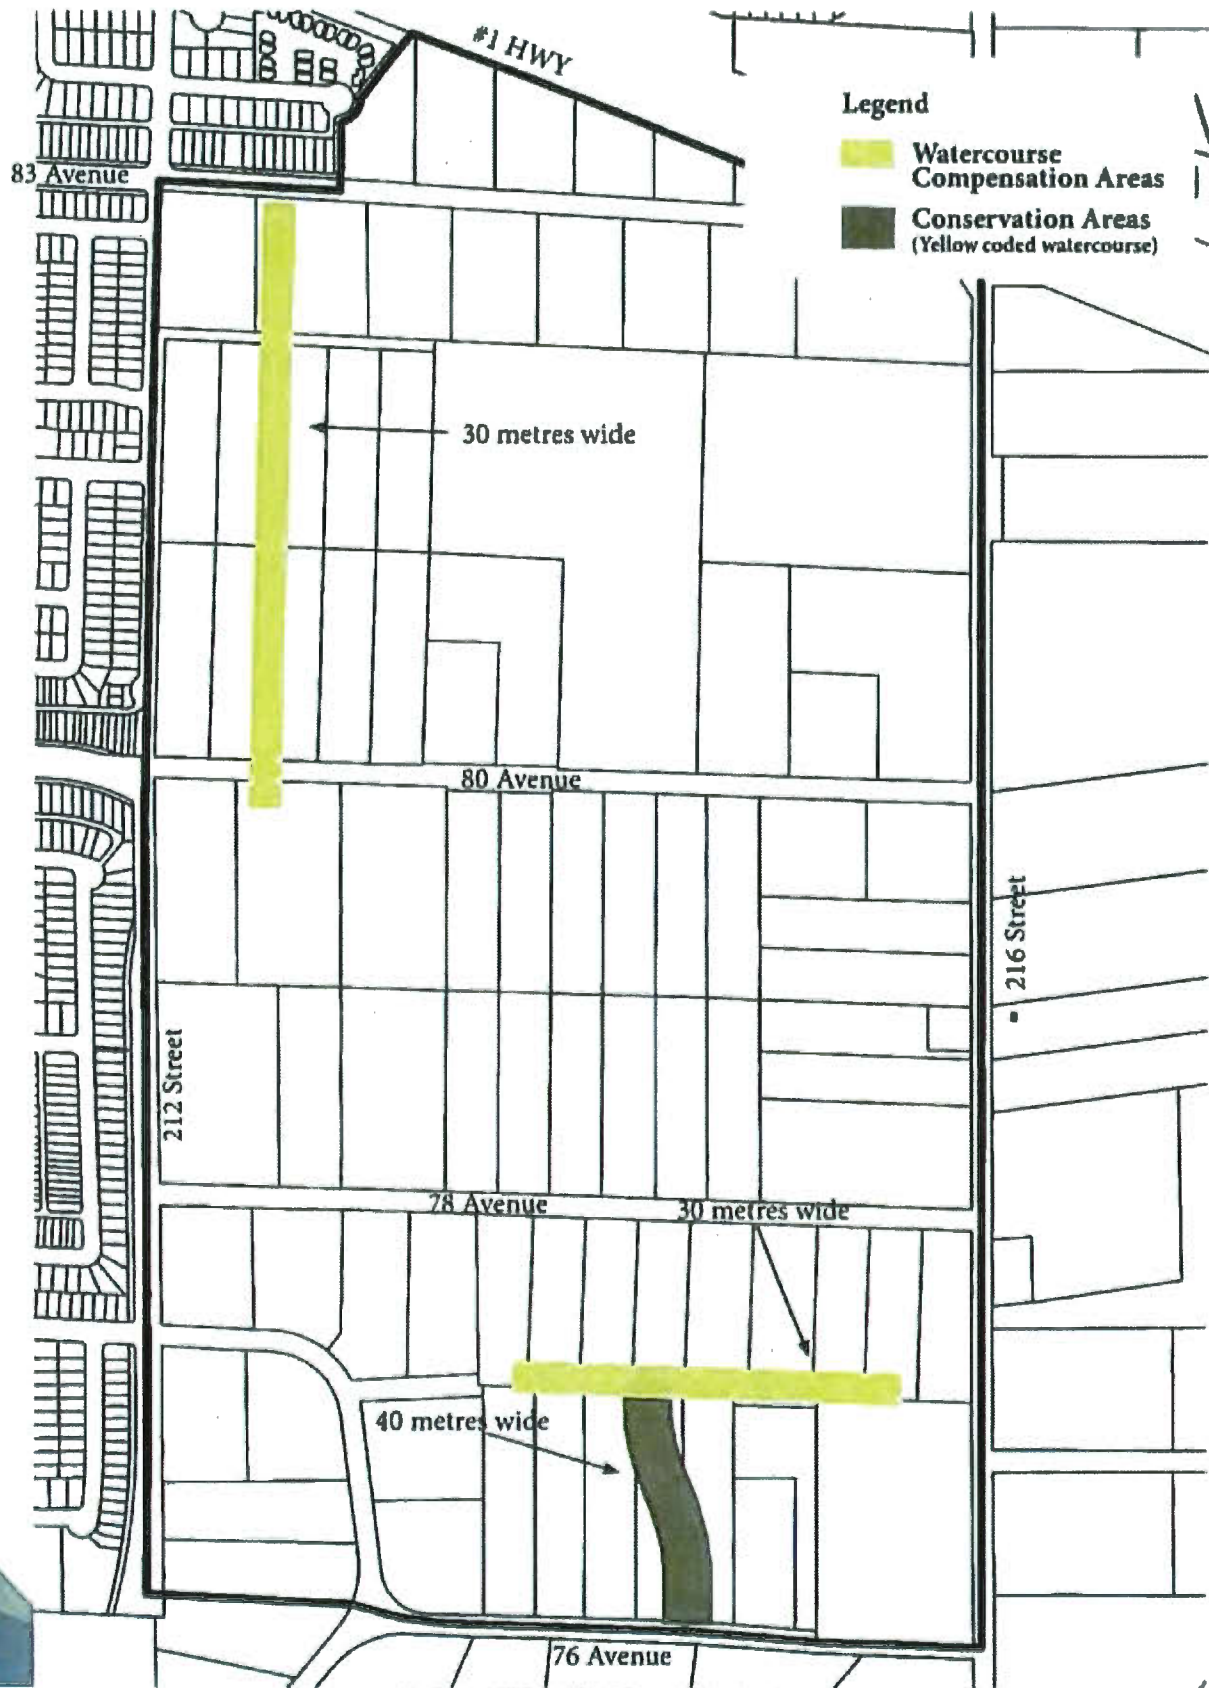 #1 HWY
Legend
Watercourse
Compensation Areas
Conservation Areas
(Yellow coded watercourse)
83 Avenue
30 metres wide
80 Avenue
216 Street
212 Street
78 Avenue
30 metres wide
40 metres wide
76 Avenue